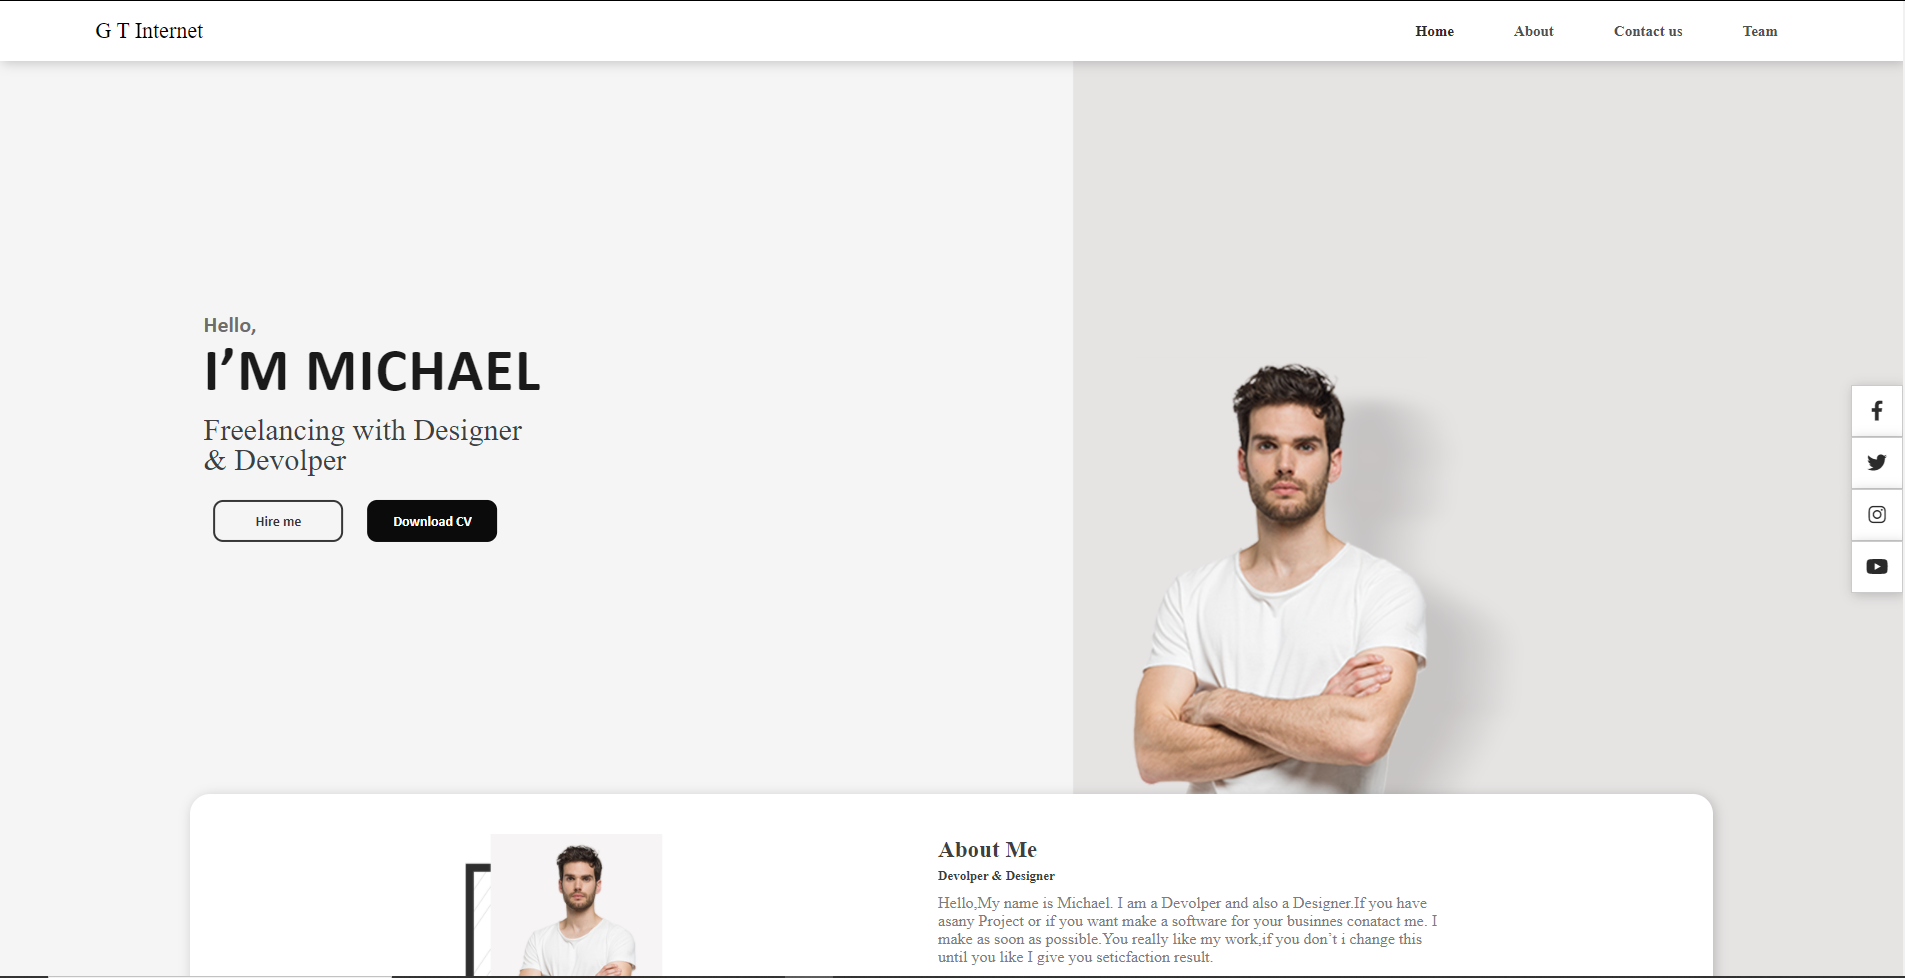 G T Internet
Home
About
Contact us
Team
Hello,
I’M MICHAEL
Freelancing with Designer
& Devolper
Hire me
Download CV
About Me
Devolper & Designer
Hello,My name is Michael. I am a Devolper and also a Designer.If you have
asany Project or if you want make a software for your businnes conatact me. I
make as soon as possible.You really like my work,if you don’t i change this
until you like I give you seticfaction result.